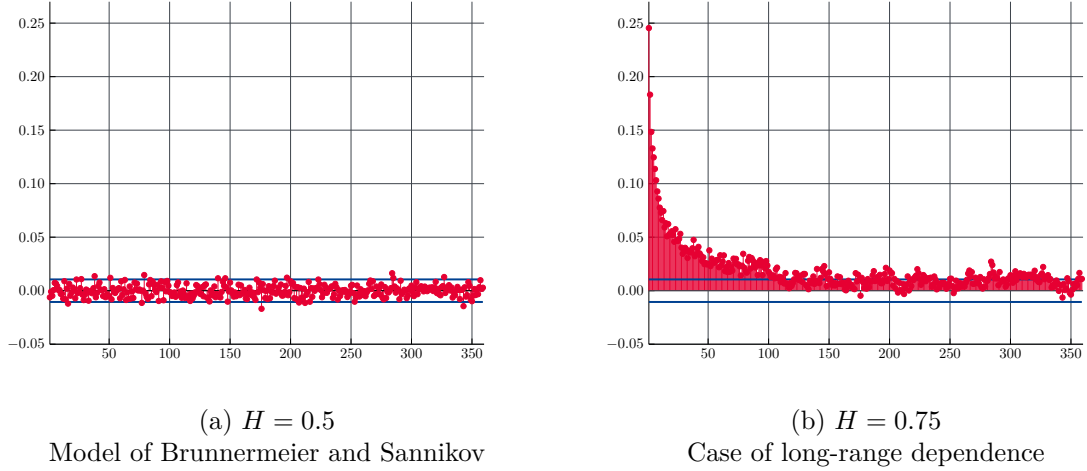 0.25
0.20
0.15
0.10
0.05
0.00
−0.05
50 100 150 200 250 300 350
(a) H = 0.5
Model of Brunnermeier and Sannikov
0.25
0.20
0.15
0.10
0.05
0.00
−0.05
50 100 150 200 250 300 350
(b) H = 0.75
Case of long-range dependence